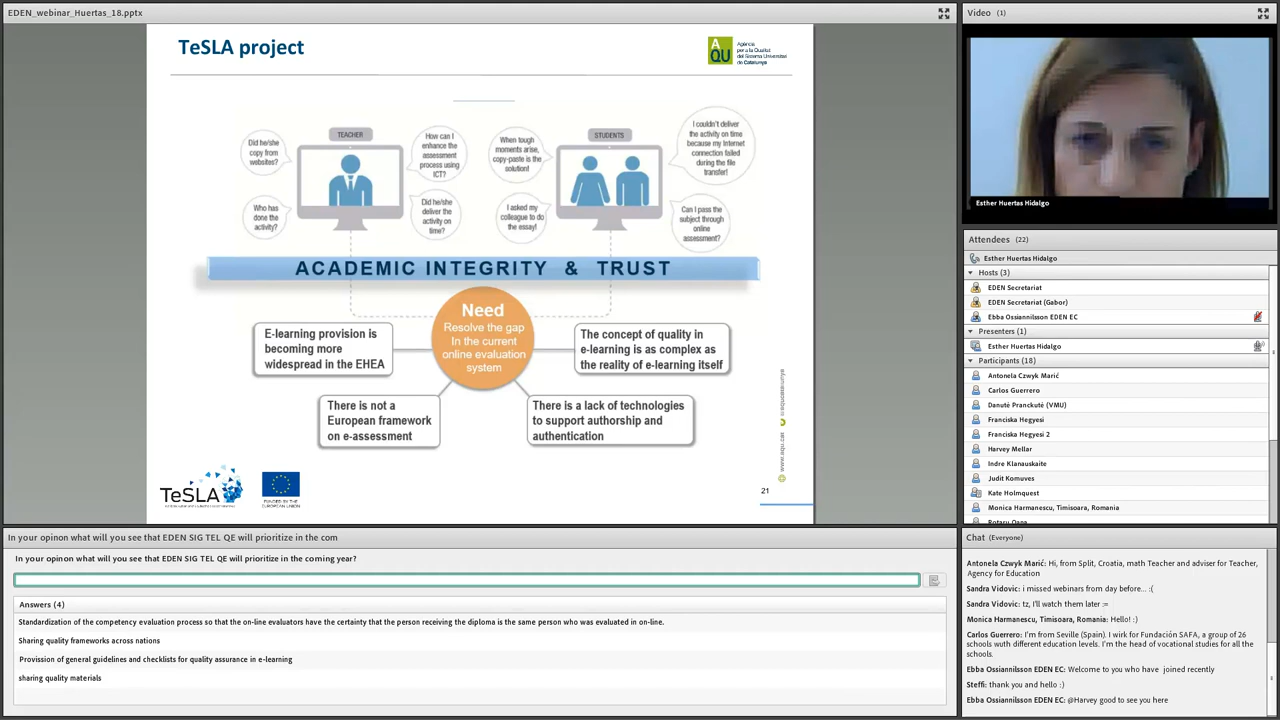 EDEN_webinar_Huertas_18.pptx
TeSLA project
AQU
Agència
per a la Qualitat
del Sistema Universitari
de Catalunya
TEACHER
Did he/she
copy from
websites?
How can I
enhance the
assessment
process using
ICT?
Who has
done the
activity?
Did he/she
deliver the
activity on
time?
STUDENTS
When tough
moments arise,
copy-paste is the
solution!
I couldn't deliver
the activity on time
because my Internet
connection failed
during the file
transfer!
I asked my
colleague to do
the essay!
Can I pass the
subject through
online
assessment?
ACADEMIC INTEGRITY & TRUST
Need
Resolve the gap
In the current
online evaluation
system
E-learning provision is
becoming more
widespread in the EHEA
The concept of quality in
e-learning is as complex as
the reality of e-learning itself
There is not a
European framework
on e-assessment
There is a lack of technologies
to support authorship and
authentication
www.aqu.cat
@aqucatalunya
TeSLA
FUNDED BY THE
EUROPEAN UNION
21
Video (1)
Esther Huertas Hidalgo
Attendees (22)
Esther Huertas Hidalgo
Hosts (3)
EDEN Secretariat
EDEN Secretariat (Gabor)
Ebba Ossiannilsson EDEN EC
Presenters (1)
Esther Huertas Hidalgo
Participants (18)
Antonela Czwyk Marić
Carlos Guerrero
Danutė Pranckutė (VMU)
Franciska Hegyesi
Franciska Hegyesi 2
Harvey Mellar
Indre Klanauskaite
Judit Komuves
Kate Holmquest
Monica Harmanescu, Timisoara, Romania
Rotaru Oana
In your opinon what will you see that EDEN SIG TEL QE will prioritize in the com
In your opinon what will you see that EDEN SIG TEL QE will prioritize in the coming year?
Answers (4)
Standardization of the competency evaluation process so that the on-line evaluators have the certainty that the person receiving the diploma is the same person who was evaluated in on-line.
Sharing quality frameworks across nations
Provission of general guidelines and checklists for quality assurance in e-learning
sharing quality materials
Chat (Everyone)
Antonela Czwyk Marić: Hi, from Split, Croatia, math Teacher and adviser for Teacher,
Agency for Education
Sandra Vidovic: i missed webinars from day before... :(
Sandra Vidovic: tz, I'll watch them later :=
Monica Harmanescu, Timisoara, Romania: Hello! :)
Carlos Guerrero: I'm from Seville (Spain). I wirk for Fundación SAFA, a group of 26
schools wuth different education levels. I'm the head of vocational studies for all the
schools.
Ebba Ossiannilsson EDEN EC: Welcome to you who have joined recently
Steffi: thank you and hello :)
Ebba Ossiannilsson EDEN EC: @Harvey good to see you here